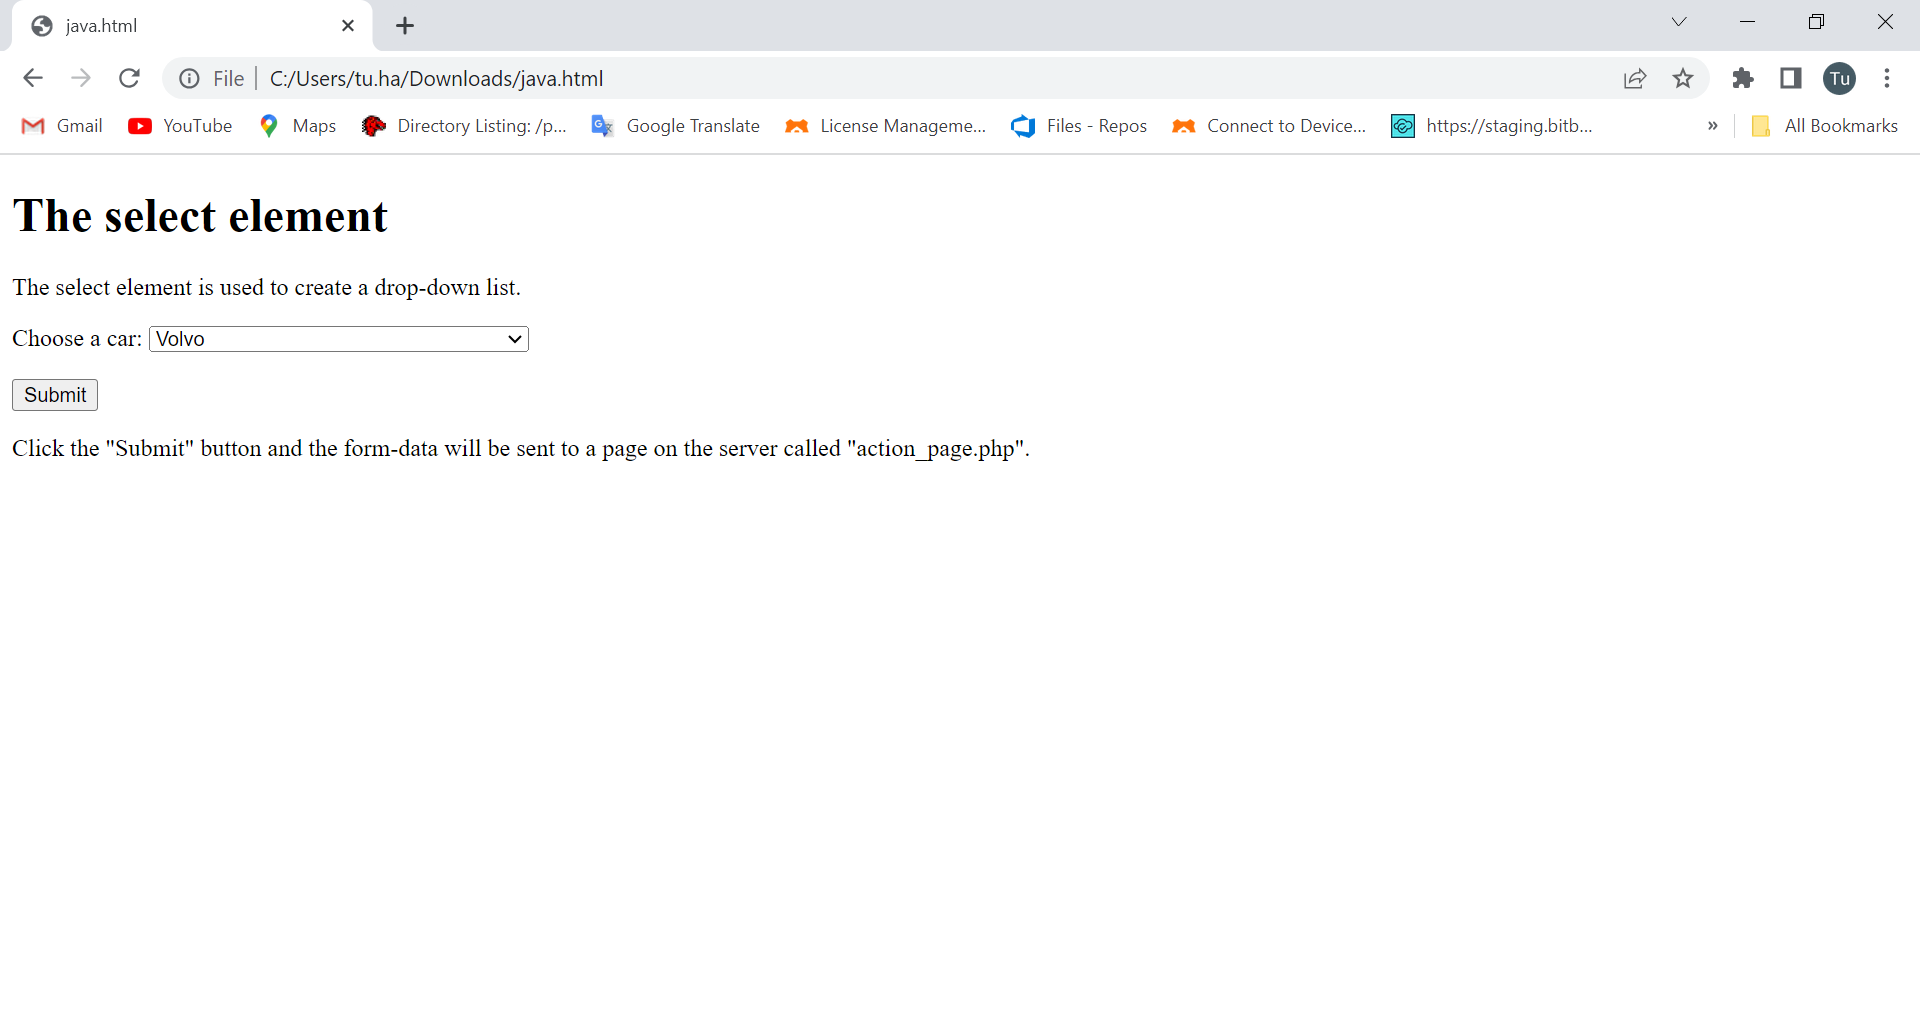 java.html
File C:/Users/tu.ha/Downloads/java.html Tu
Gmail YouTube Maps Directory Listing: /p... Google Translate License Manageme... Files - Repos Connect to Device... https://staging.bitb... » All Bookmarks
The select element
The select element is used to create a drop-down list.
Choose a car: Volvo
Submit
Click the "Submit" button and the form-data will be sent to a page on the server called "action_page.php".